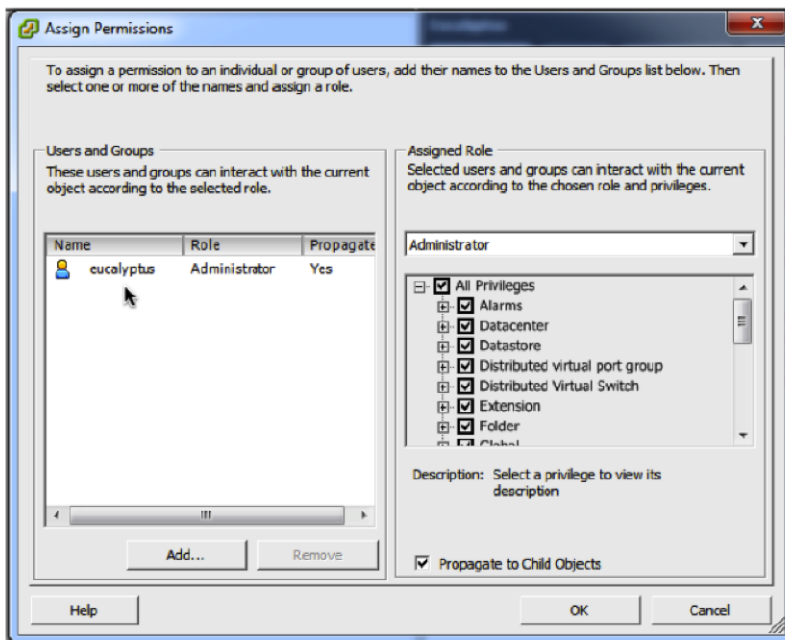 Assign Permissions
To assign a permission to an individual or group of users, add their names to the Users and Groups list below. Then
select one or more of the names and assign a role.
Users and Groups
These users and groups can interact with the current
object according to the selected role.
Name Role Propagate
eucalyptus Administrator Yes
Add... Remove
Assigned Role
Selected users and groups can interact with the current
object according to the chosen role and privileges.
Administrator
All Privileges
Alarms
Datacenter
Datastore
Distributed virtual port group
Distributed Virtual Switch
Extension
Folder
Global
Description: Select a privilege to view its
description
Propagate to Child Objects
Help OK Cancel